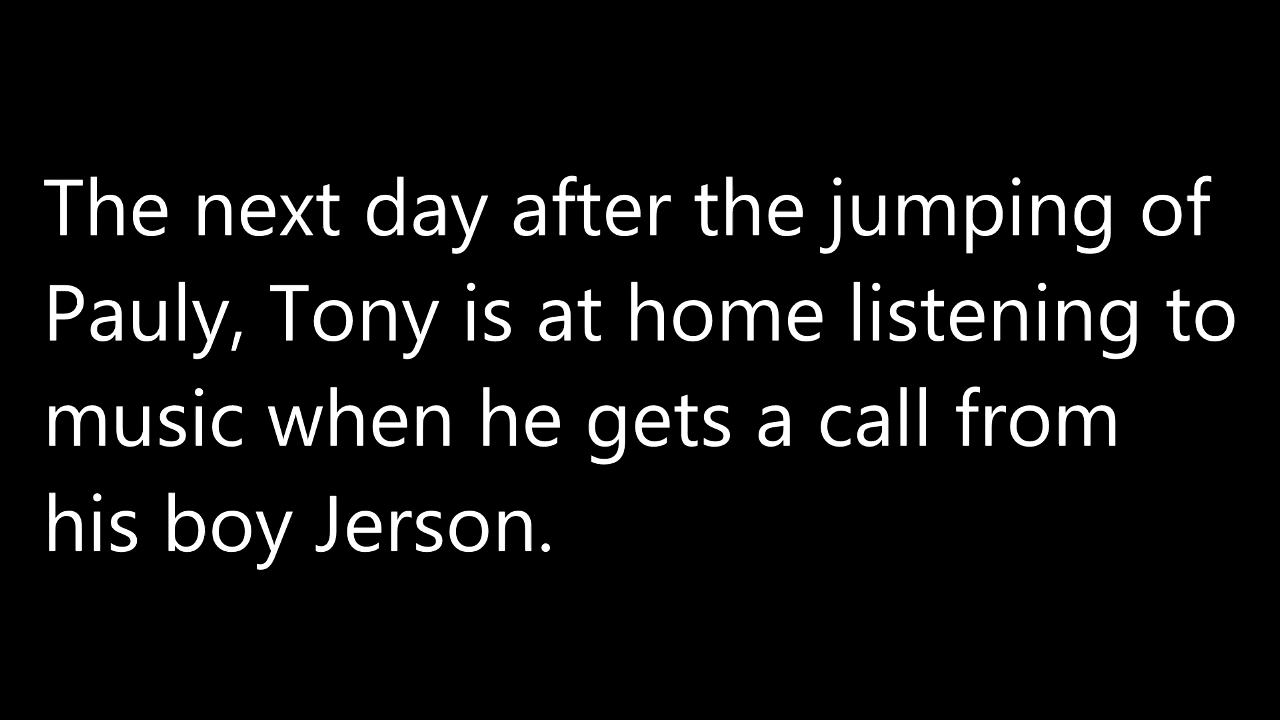 The next day after the jumping of
Pauly, Tony is at home listening to
music when he gets a call from
his boy Jerson.